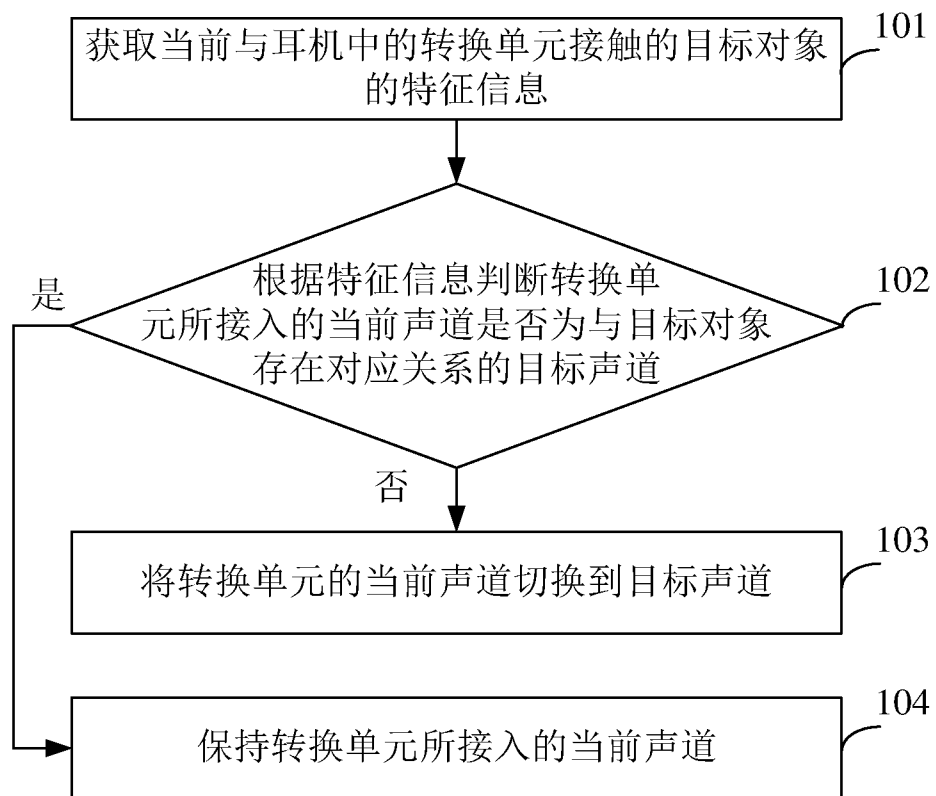 获取当前与耳机中的转换单元接触的目标对象
的特征信息
101
根据特征信息判断转换单
元所接入的当前声道是否为与目标对象
存在对应关系的目标声道
102
是
否
将转换单元的当前声道切换到目标声道
103
保持转换单元所接入的当前声道
104